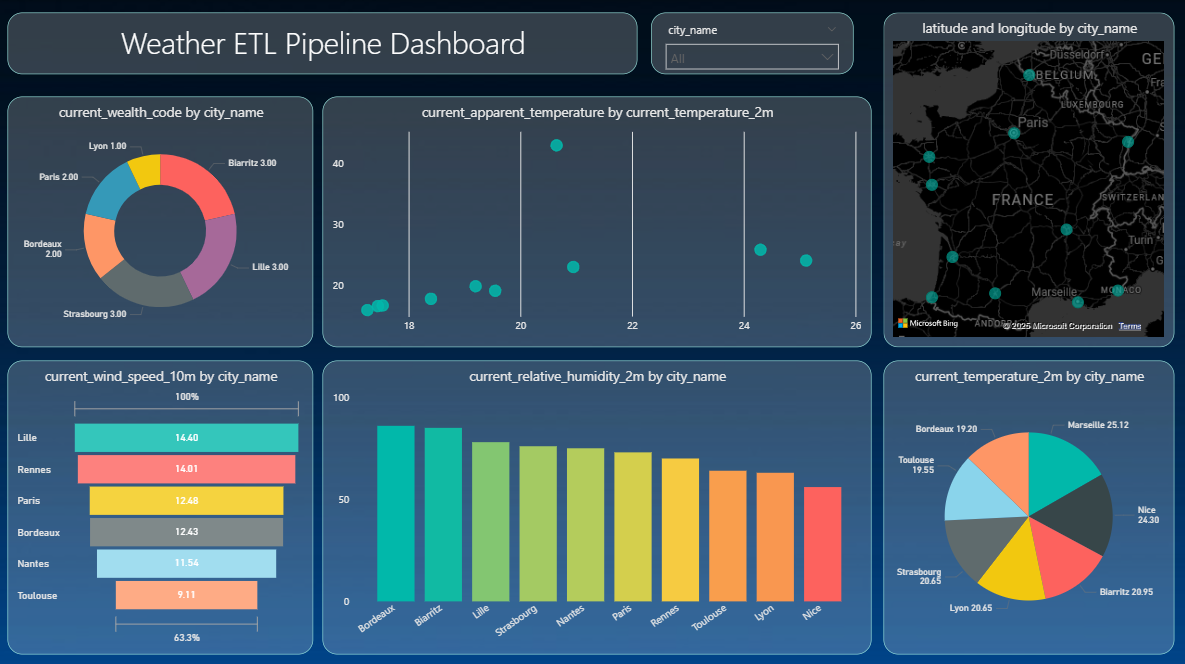 Weather ETL Pipeline Dashboard
city_name
All
latitude and longitude by city_name
Düsseldorf
GE
BELGIUM
Fra
LUXEMBOURG
Paris
FRANCE
SWITZERLAN
Turin
G
ay
Marseille
MONACO
ANDORRA
Microsoft Bing
© 2025 Microsoft Corporation Terms
current_wealth_code by city_name
Lyon 1.00
Biarritz 3.00
Paris 2.00
Bordeaux
2.00
Lille 3.00
Strasbourg 3.00
current_apparent_temperature by current_temperature_2m
40
30
20
18 20 22 24 26
current_wind_speed_10m by city_name
100%
Lille 14.40
Rennes 14.01
Paris 12.48
Bordeaux 12.43
Nantes 11.54
Toulouse 9.11
63.3%
current_relative_humidity_2m by city_name
100
50
0
Bordeaux Biarritz Lille Strasbourg Nantes Paris Rennes Toulouse Lyon Nice
current_temperature_2m by city_name
Bordeaux 19.20
Marseille 25.12
Toulouse
19.55
Nice
24.30
Strasbourg
20.65
Biarritz 20.95
Lyon 20.65